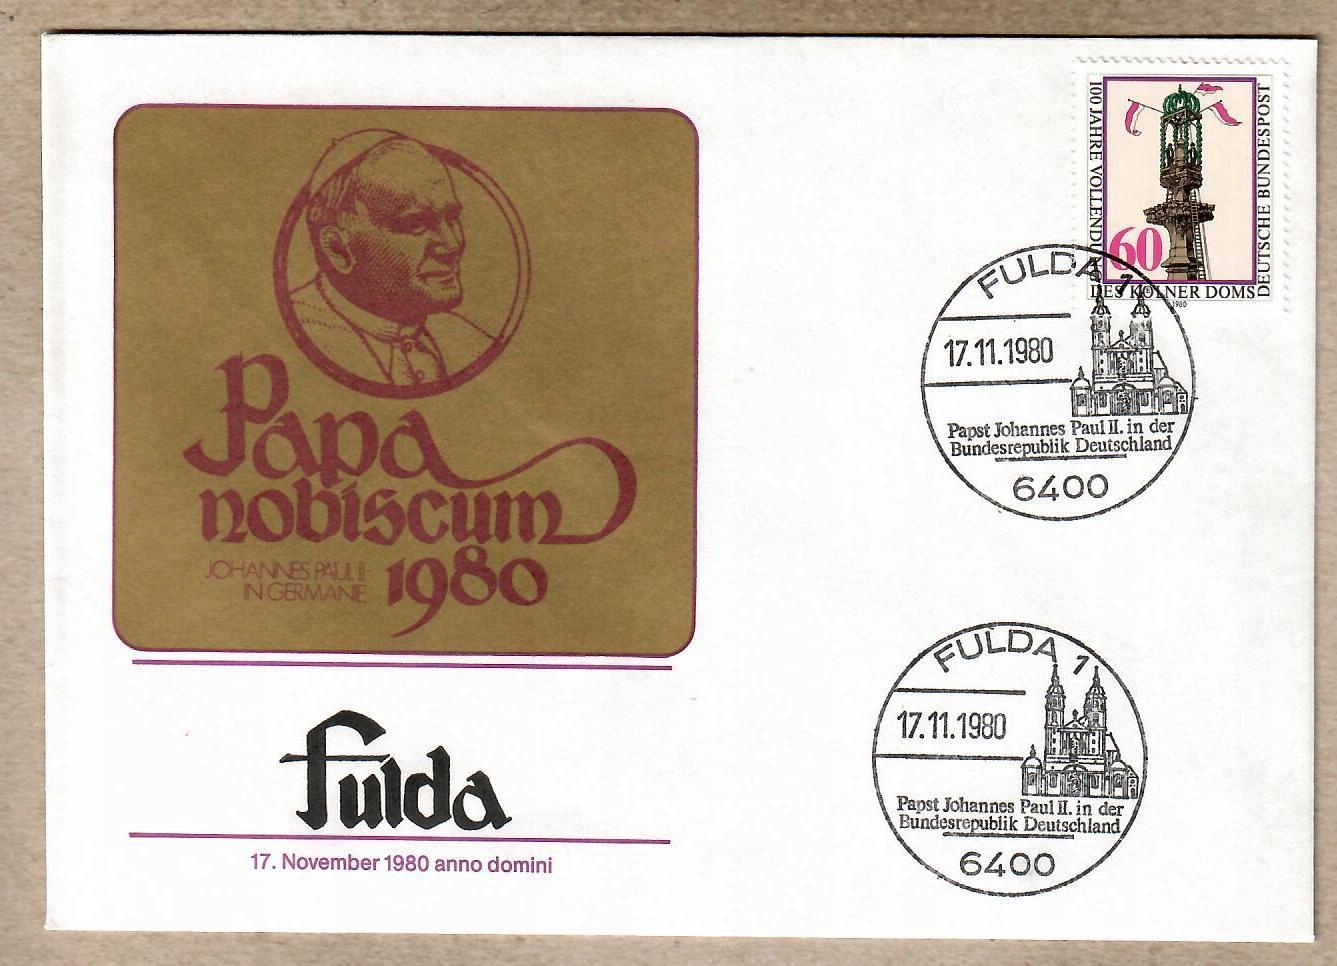 Papa
nobiscum
JOHANNES PAUL II
IN GERMANIE
1980
Fulda
17. November 1980 anno domini
100 JAHRE VOLLENDUNG
DES KÖLNER DOMS
DEUTSCHE BUNDESPOST
60
1980
FULDA 1
17.11.1980
Papst Johannes Paul II. in der
Bundesrepublik Deutschland
6400
FULDA 1
17.11.1980
Papst Johannes Paul II. in der
Bundesrepublik Deutschland
6400